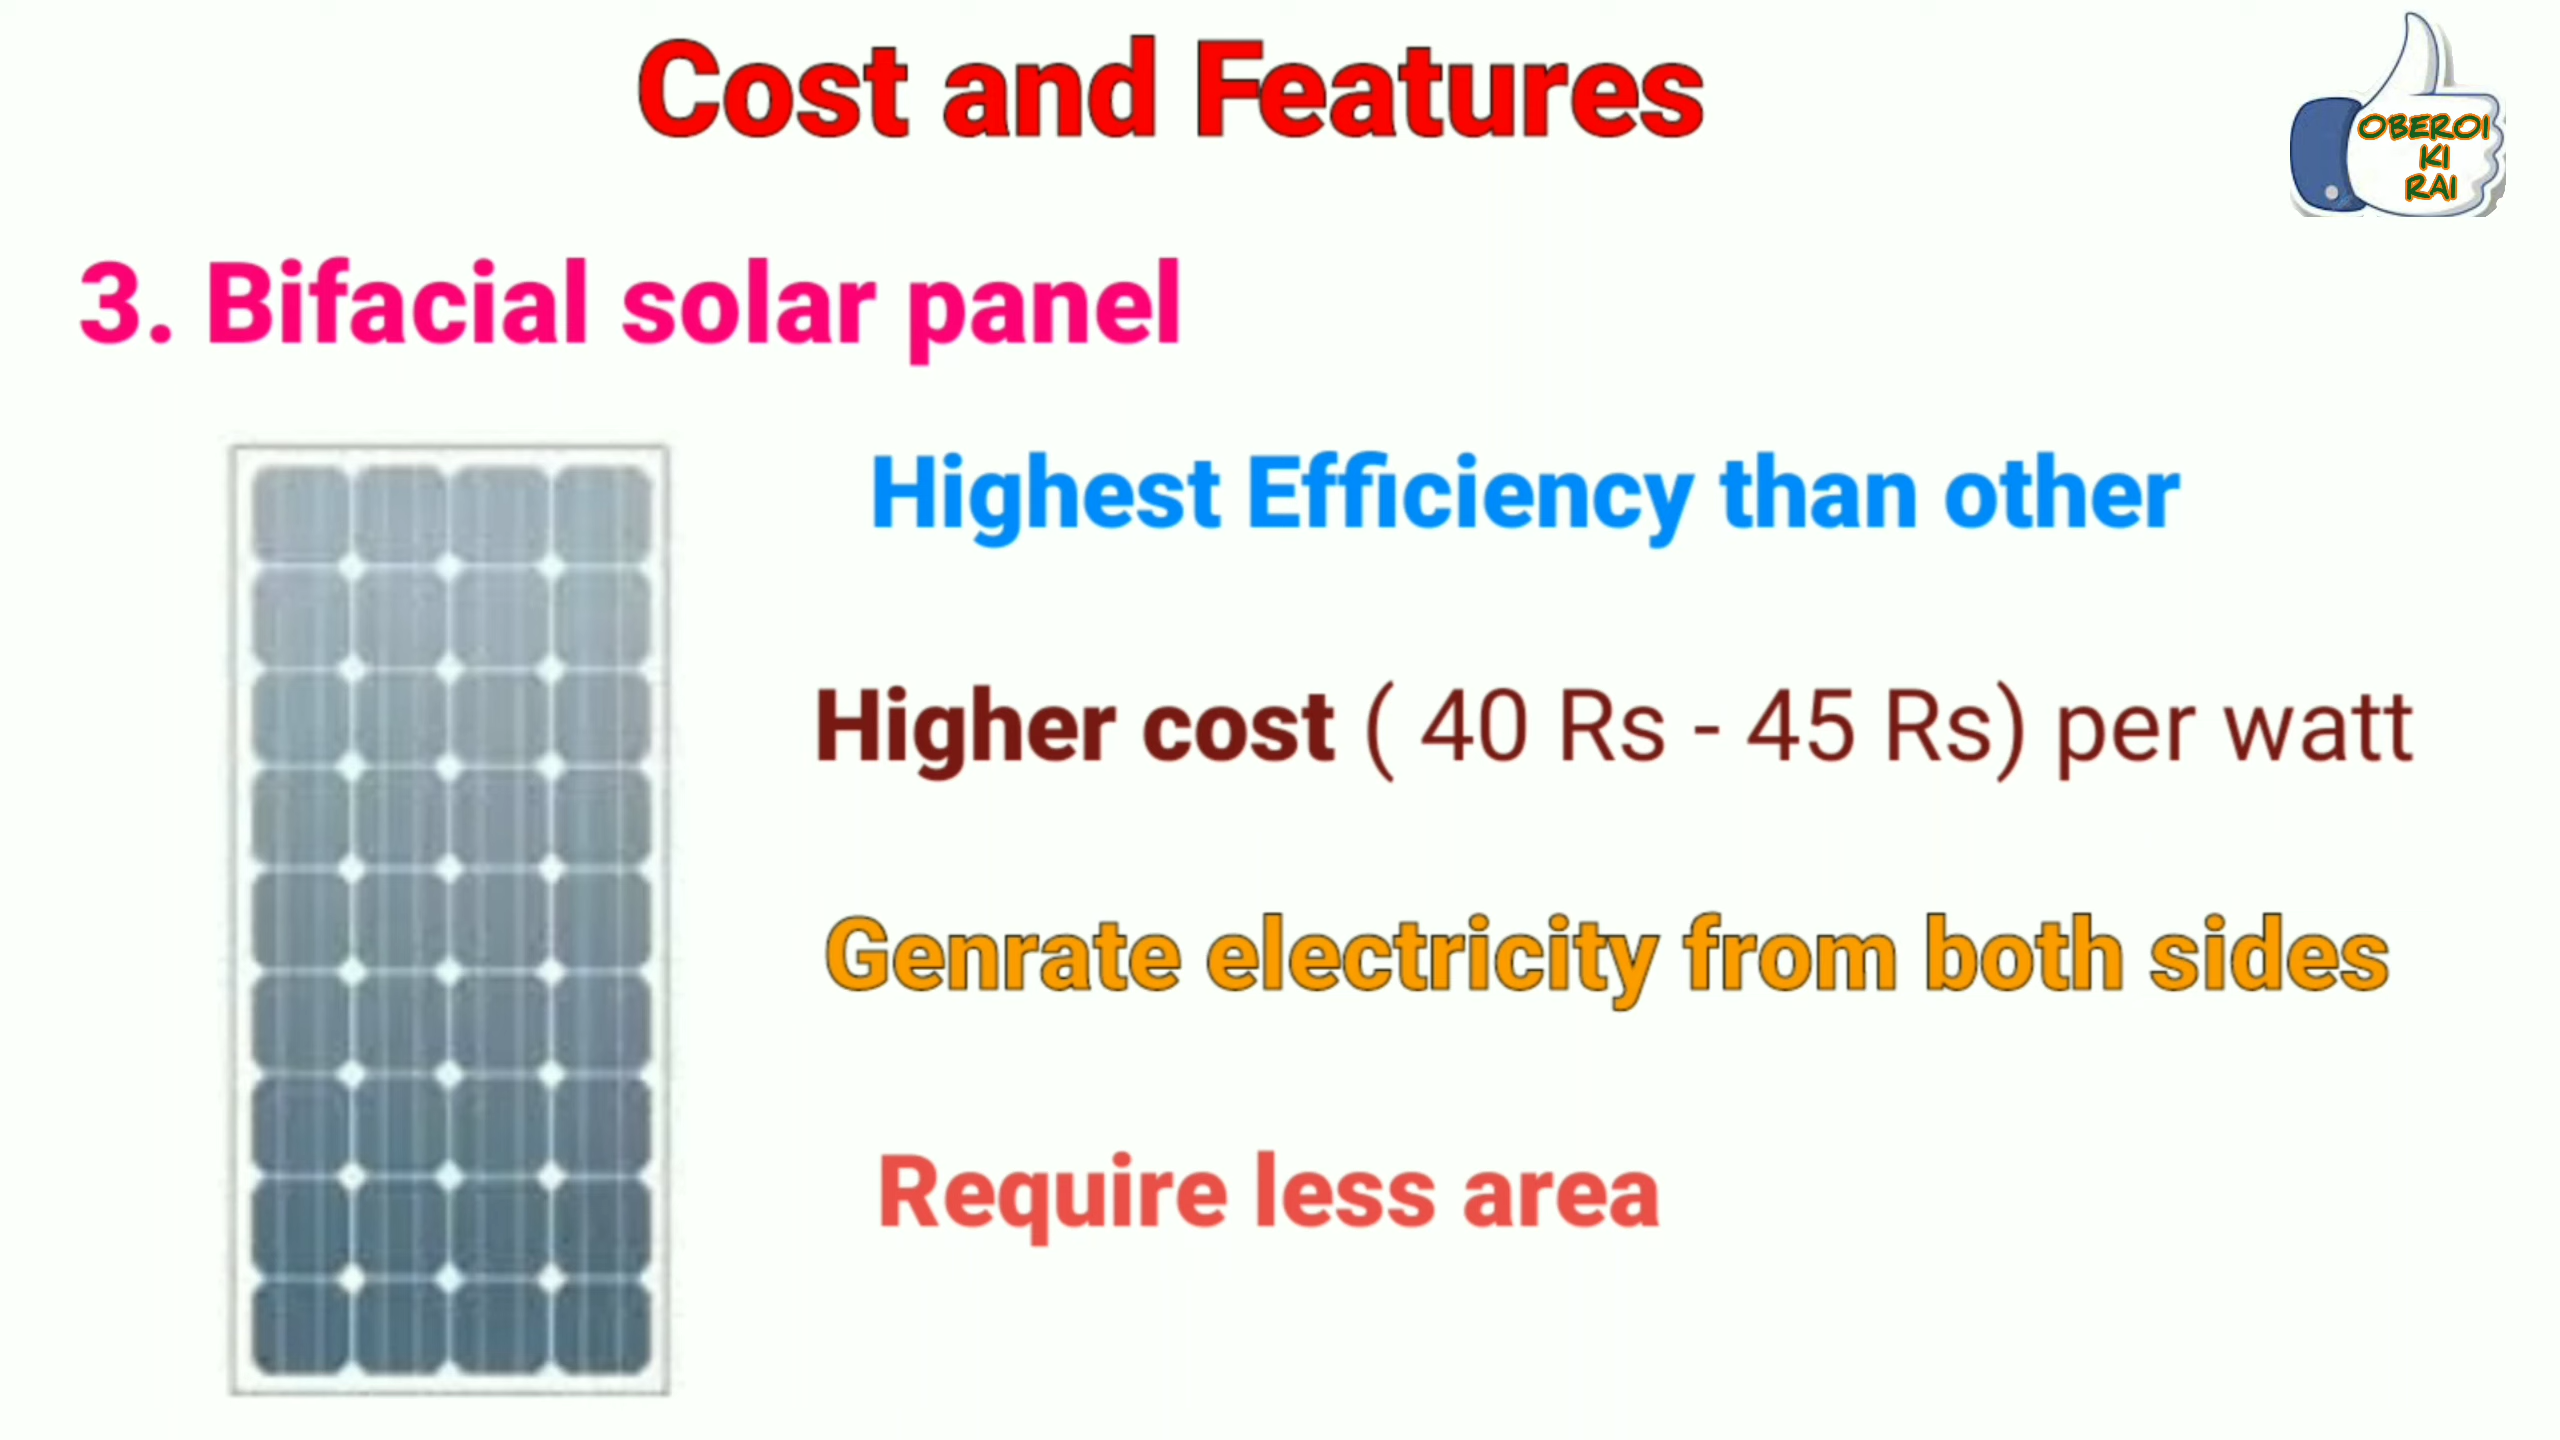 Cost and Features
OBEROI
KI
RAI
3. Bifacial solar panel
Highest Efficiency than other
Higher cost ( 40 Rs - 45 Rs) per watt
Genrate electricity from both sides
Require less area